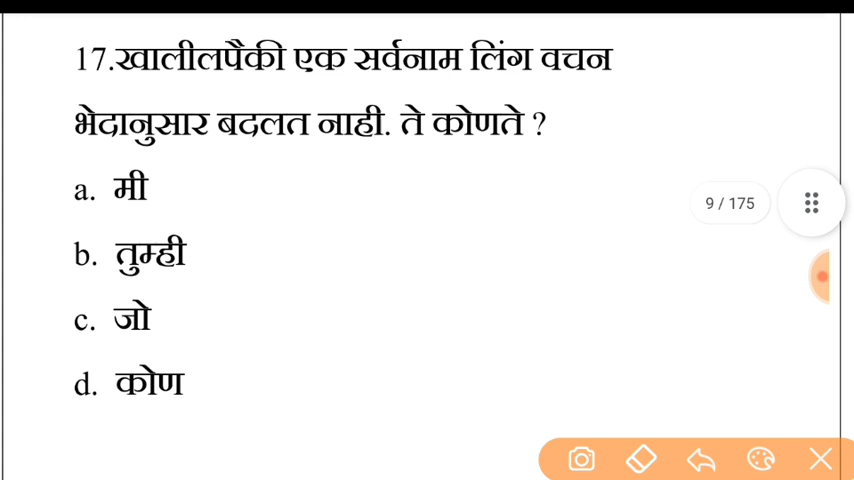 17.खालीलपैकी एक सर्वनाम लिंग वचन
भेदानुसार बदलत नाही. ते कोणते ?
a. मी
9 / 175
b. तुम्ही
c. जो
d. कोण